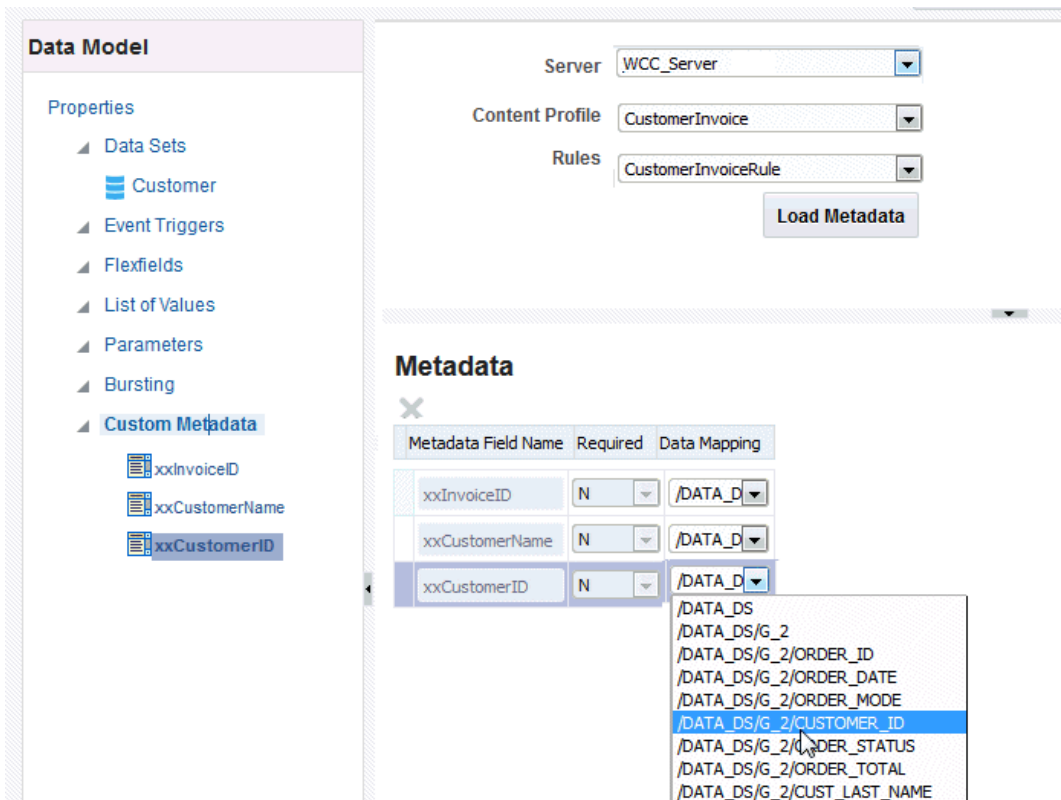 Data Model
Properties
Data Sets
Customer
Event Triggers
Flexfields
List of Values
Parameters
Bursting
Custom Metadata
xxInvoiceID
xxCustomerName
xxCustomerID
Server WCC_Server
Content Profile CustomerInvoice
Rules CustomerInvoiceRule
Load Metadata
Metadata
Metadata Field Name Required Data Mapping
xxInvoiceID N /DATA_D
xxCustomerName N /DATA_D
xxCustomerID N /DATA_D
/DATA_DS
/DATA_DS/G_2
/DATA_DS/G_2/ORDER_ID
/DATA_DS/G_2/ORDER_DATE
/DATA_DS/G_2/ORDER_MODE
/DATA_DS/G_2/CUSTOMER_ID
/DATA_DS/G_2/ORDER_STATUS
/DATA_DS/G_2/ORDER_TOTAL
/DATA_DS/G_2/CUST_LAST_NAME